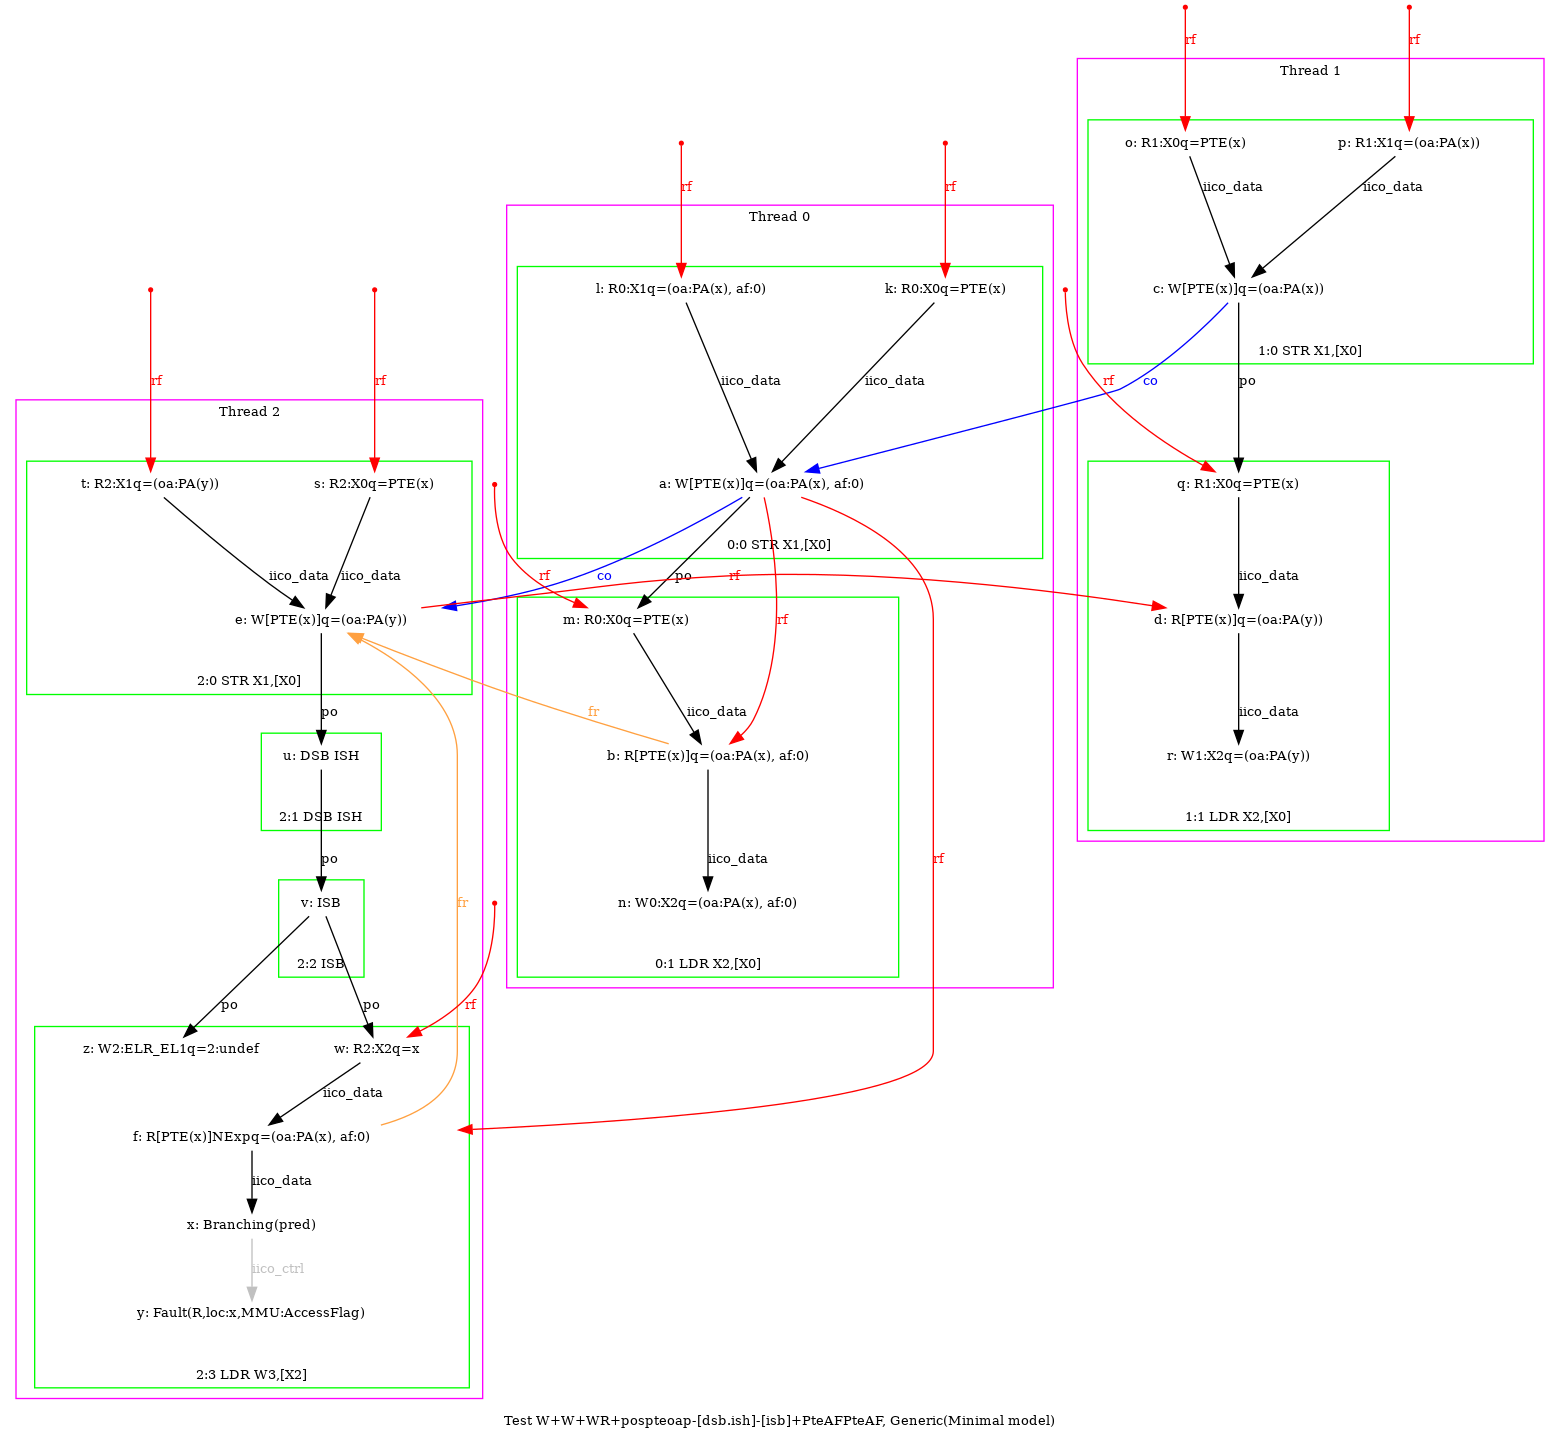 rf
rf
Thread 1
o: R1:X0q=PTE(x)
p: R1:X1q=(oa:PA(x))
iico_data
iico_data
c: W[PTE(x)]q=(oa:PA(x))
1:0 STR X1,[X0]
rf
co
po
q: R1:X0q=PTE(x)
iico_data
d: R[PTE(x)]q=(oa:PA(y))
iico_data
r: W1:X2q=(oa:PA(y))
1:1 LDR X2,[X0]
rf
rf
Thread 0
l: R0:X1q=(oa:PA(x), af:0)
k: R0:X0q=PTE(x)
iico_data
iico_data
a: W[PTE(x)]q=(oa:PA(x), af:0)
0:0 STR X1,[X0]
rf
co
po
rf
rf
m: R0:X0q=PTE(x)
iico_data
fr
b: R[PTE(x)]q=(oa:PA(x), af:0)
iico_data
rf
n: W0:X2q=(oa:PA(x), af:0)
0:1 LDR X2,[X0]
rf
rf
Thread 2
t: R2:X1q=(oa:PA(y))
s: R2:X0q=PTE(x)
iico_data
iico_data
e: W[PTE(x)]q=(oa:PA(y))
2:0 STR X1,[X0]
po
u: DSB ISH
2:1 DSB ISH
po
v: ISB
fr
2:2 ISB
po
po
rf
z: W2:ELR_EL1q=2:undef
w: R2:X2q=x
iico_data
f: R[PTE(x)]NExpq=(oa:PA(x), af:0)
iico_data
x: Branching(pred)
iico_ctrl
y: Fault(R,loc:x,MMU:AccessFlag)
2:3 LDR W3,[X2]
Test W+W+WR+pospteoap-[dsb.ish]-[isb]+PteAFPteAF, Generic(Minimal model)